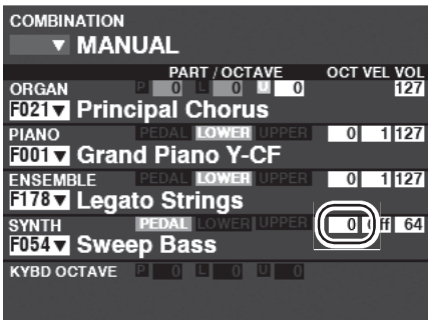 COMBINATION
▼ MANUAL
PART / OCTAVE OCT VEL VOL
ORGAN P 0 L 0 U 0 127
F021▼ Principal Chorus
PIANO PEDAL LOWER UPPER 0 1 127
F001▼ Grand Piano Y-CF
ENSEMBLE PEDAL LOWER UPPER 0 1 127
F178▼ Legato Strings
SYNTH PEDAL LOWER UPPER 0 Off 64
F054▼ Sweep Bass
KYBD OCTAVE P 0 L 0 U 0